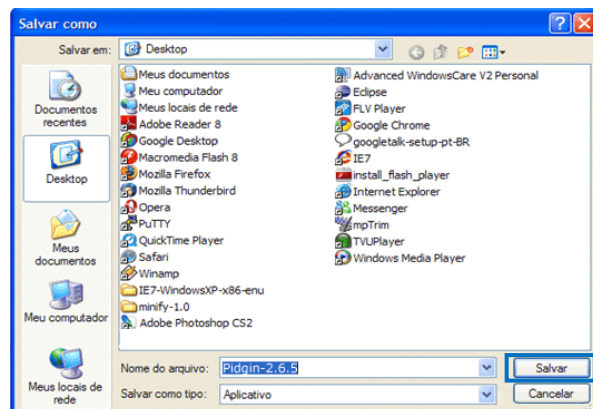 Salvar como
Salvar em:
Desktop
Documentos
recentes
Desktop
Meus
documentos
Meu computador
Meus locais de
rede
Meus documentos
Meu computador
Meus locais de rede
Adobe Reader 8
Google Desktop
Macromedia Flash 8
Mozilla Firefox
Mozilla Thunderbird
Opera
PuTTY
QuickTime Player
Safari
Winamp
IE7-WindowsXP-x86-enu
minify-1.0
Adobe Photoshop CS2
Advanced WindowsCare V2 Personal
Eclipse
FLV Player
Google Chrome
googletalk-setup-pt-BR
IE7
install_flash_player
Internet Explorer
Messenger
mpTrim
TVUPlayer
Windows Media Player
Nome do arquivo:
Pidgin-2.6.5
Salvar
Salvar como tipo:
Aplicativo
Cancelar